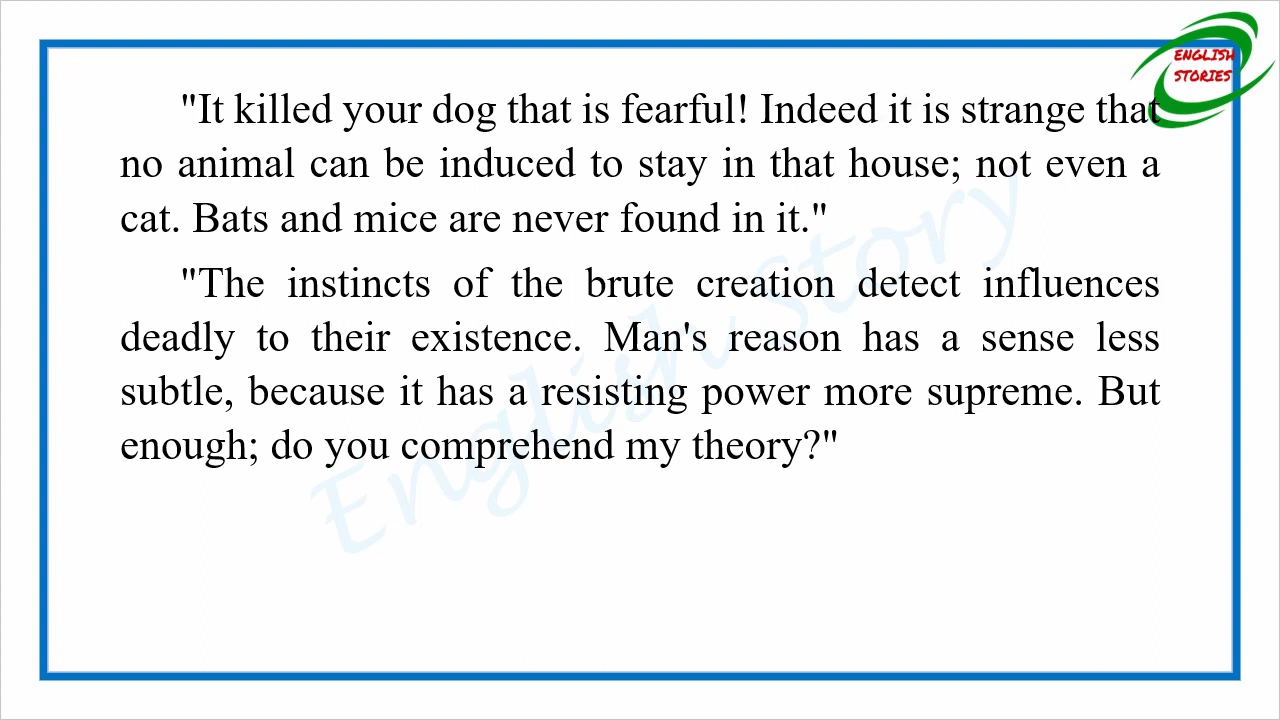 ENGLISH
STORIES
"It killed your dog that is fearful! Indeed it is strange that
no animal can be induced to stay in that house; not even a
cat. Bats and mice are never found in it."
"The instincts of the brute creation detect influences
deadly to their existence. Man's reason has a sense less
subtle, because it has a resisting power more supreme. But
enough; do you comprehend my theory?"
English Story